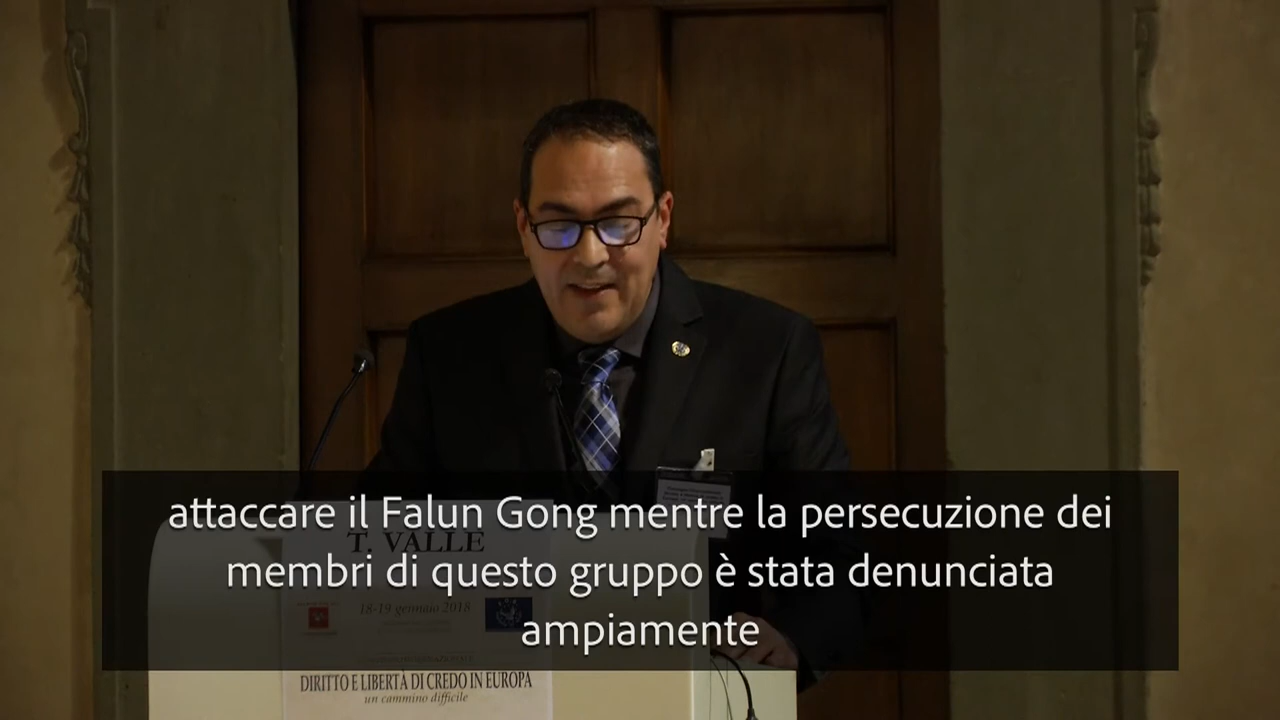 attaccare il Falun Gong mentre la persecuzione dei
membri di questo gruppo è stata denunciata
ampiamente
T. VALLE
18-19 gennaio 2018
DIRITTO E LIBERTÀ DI CREDO IN EUROPA
un cammino difficile